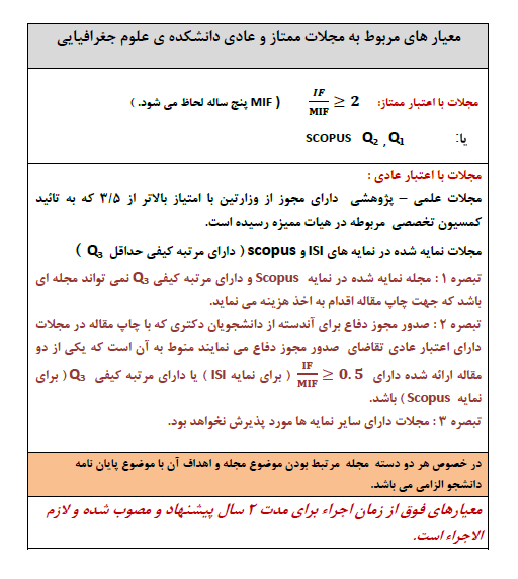 معیار های مربوط به مجلات ممتاز و عادی دانشکده ی علوم جغرافیایی
مجلات با اعتبار ممتاز: IF/MIF ≥ 2 ( MIF پنج ساله لحاظ می شود. )
یا: SCOPUS Q2 , Q1
مجلات با اعتبار عادی :
مجلات علمی – پژوهشی دارای مجوز از وزارتین با امتیاز بالاتر از ۳/۵ که به تائید
کمسیون تخصصی مربوطه در هیات ممیزه رسیده است.
مجلات نمایه شده در نمایه های ISI و scopus ( دارای مرتبه کیفی حداقل Q3 )
تبصره ۱ : مجله نمایه شده در نمایه Scopus و دارای مرتبه کیفی Q3 نمی تواند مجله ای
باشد که جهت چاپ مقاله اقدام به اخذ هزینه می نماید.
تبصره ۲ : صدور مجوز دفاع برای آندسته از دانشجویان دکتری که با چاپ مقاله در مجلات
دارای اعتبار عادی تقاضای صدور مجوز دفاع می نمایند منوط به آن است که یکی از دو
مقاله ارائه شده دارای IF/MIF ≥ 0.5 ( برای نمایه ISI ) یا دارای مرتبه کیفی Q3 ( برای
نمایه Scopus ) باشد.
تبصره ۳ : مجلات دارای سایر نمایه ها مورد پذیرش نخواهد بود.
در خصوص هر دو دسته مجله مرتبط بودن موضوع مجله و اهداف آن با موضوع پایان نامه
دانشجو الزامی می باشد.
معیارهای فوق از زمان اجراء برای مدت ۲ سال پیشنهاد و مصوب شده و لازم
الاجراء است.